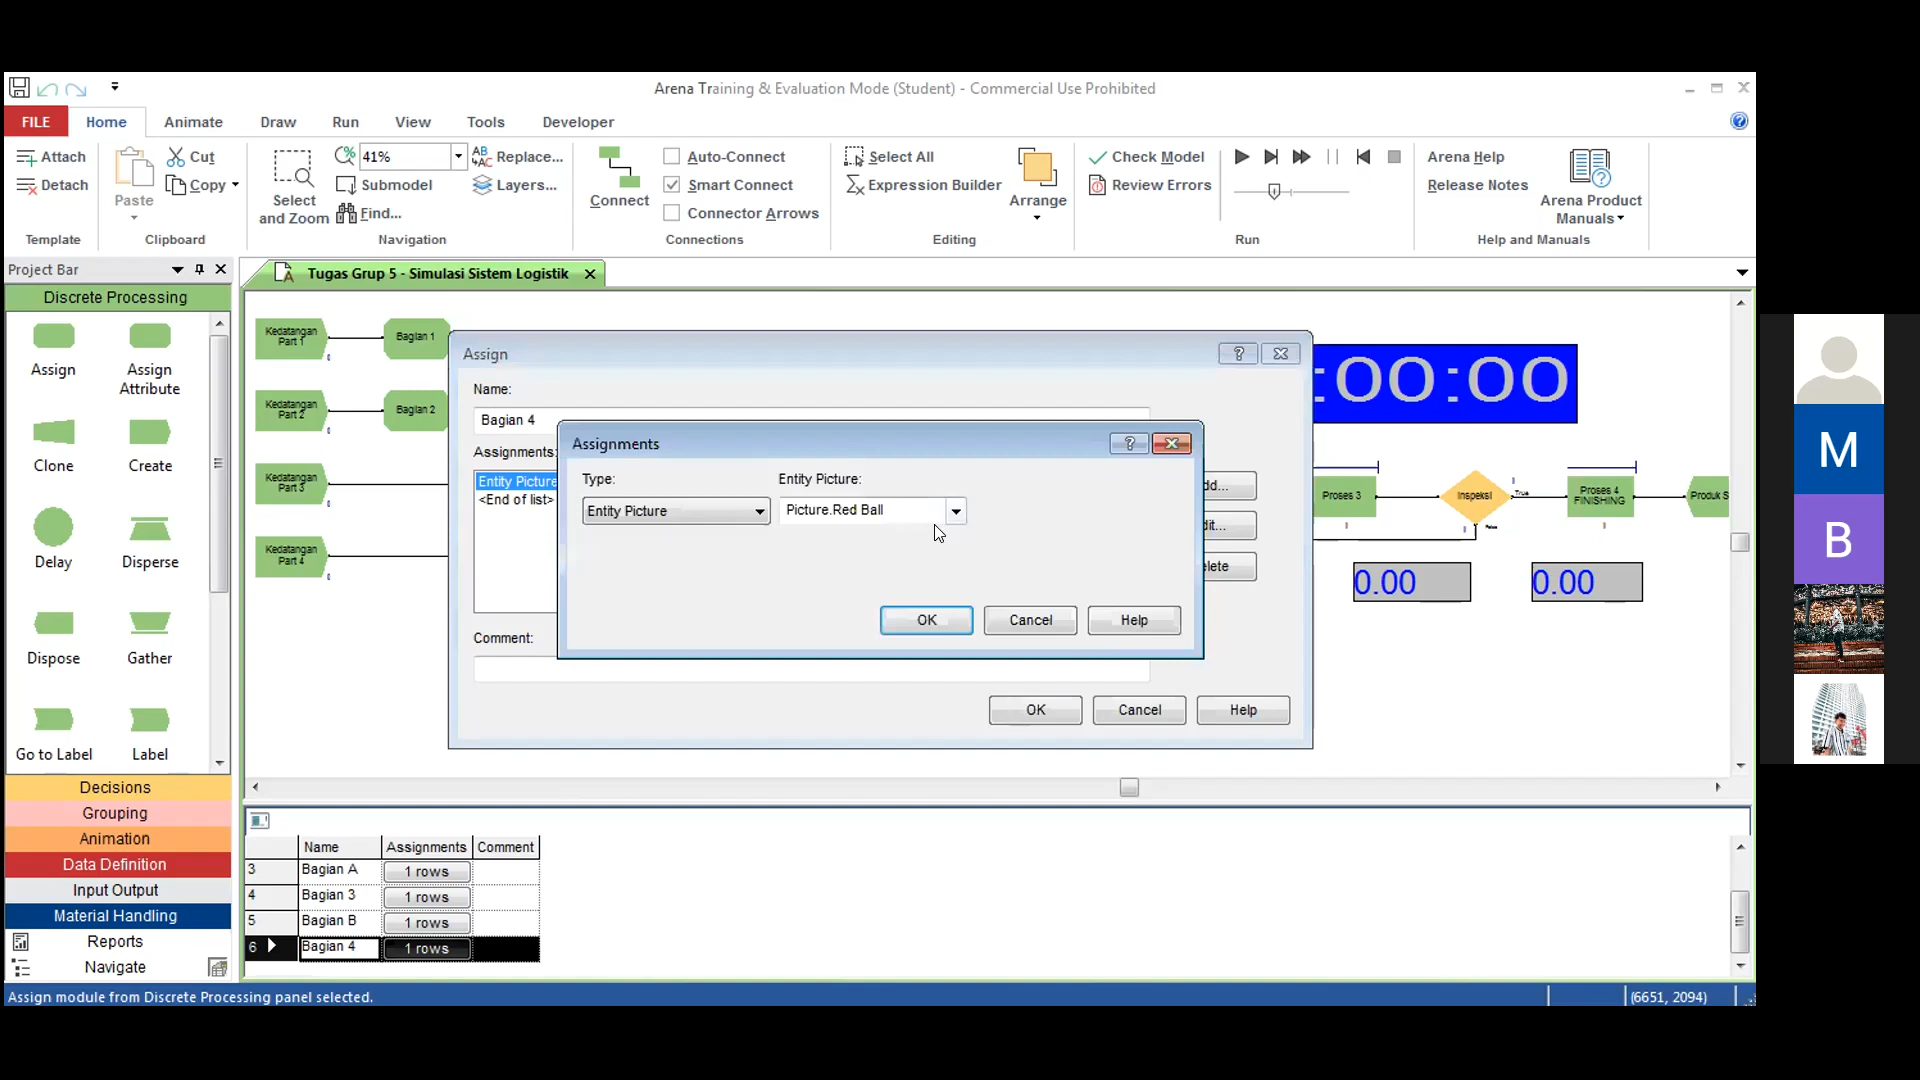 Arena Training & Evaluation Mode (Student) - Commercial Use Prohibited
FILE Home Animate Draw Run View Tools Developer
Attach
Detach
Template
Paste
Cut
Copy
Clipboard
Select and Zoom
41%
Submodel
Find...
Replace...
Layers...
Navigation
Connect
Auto-Connect
Smart Connect
Connector Arrows
Connections
Select All
Expression Builder
Arrange
Editing
Check Model
Review Errors
Run
Arena Help
Release Notes
Arena Product Manuals
Help and Manuals
Project Bar
Tugas Grup 5 - Simulasi Sistem Logistik
Discrete Processing
Assign
Assign Attribute
Clone
Create
Delay
Disperse
Dispose
Gather
Go to Label
Label
Decisions
Grouping
Animation
Data Definition
Input Output
Material Handling
Reports
Navigate
Kedatangan Part 1
Bagian 1
Kedatangan Part 2
Bagian 2
Kedatangan Part 3
Kedatangan Part 4
Assign
Name:
Bagian 4
Assignments:
Entity Picture
<End of list>
dd...
dit...
elete
Comment:
OK Cancel Help
Assignments
Type:
Entity Picture
Entity Picture:
Picture.Red Ball
OK Cancel Help
:00:00
Proses 3
Inspeksi
True
False
Proses 4 FINISHING
Produk S
0.00
0.00
Name Assignments Comment
3 Bagian A 1 rows
4 Bagian 3 1 rows
5 Bagian B 1 rows
6 Bagian 4 1 rows
Assign module from Discrete Processing panel selected.
(6651, 2094)
M
B